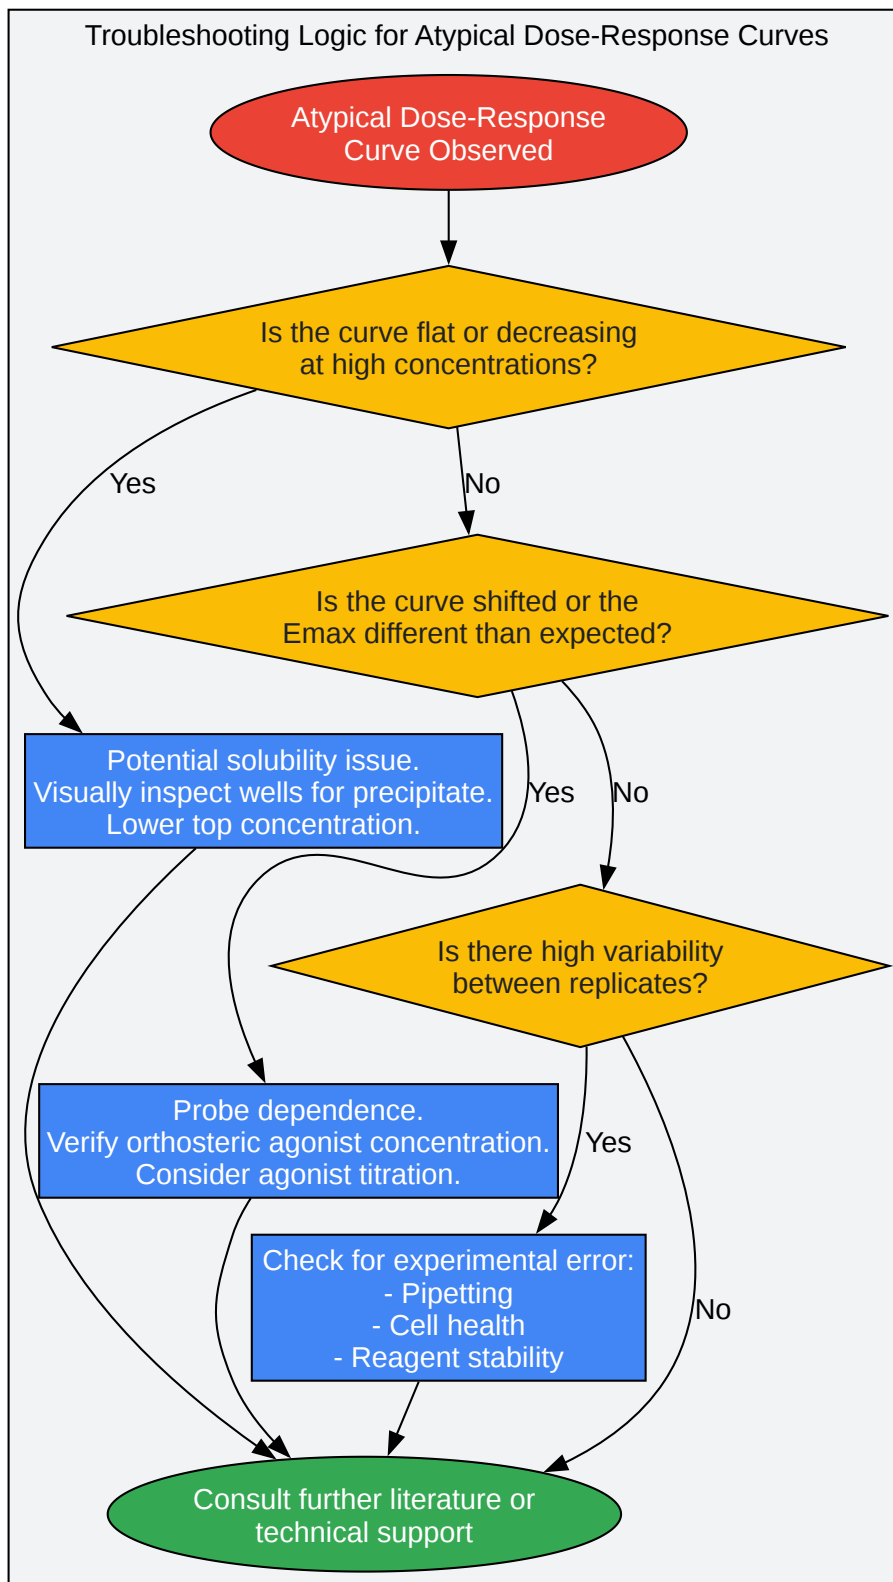 Troubleshooting Logic for Atypical Dose-Response Curves
Atypical Dose-Response
Curve Observed
Is the curve flat or decreasing
at high concentrations?
Yes
No
Is the curve shifted or the
Emax different than expected?
Potential solubility issue.
Visually inspect wells for precipitate.
Lower top concentration.
Yes
No
Is there high variability
between replicates?
Probe dependence.
Verify orthosteric agonist concentration.
Consider agonist titration.
Yes
Check for experimental error:
- Pipetting
- Cell health
- Reagent stability
No
Consult further literature or
technical support